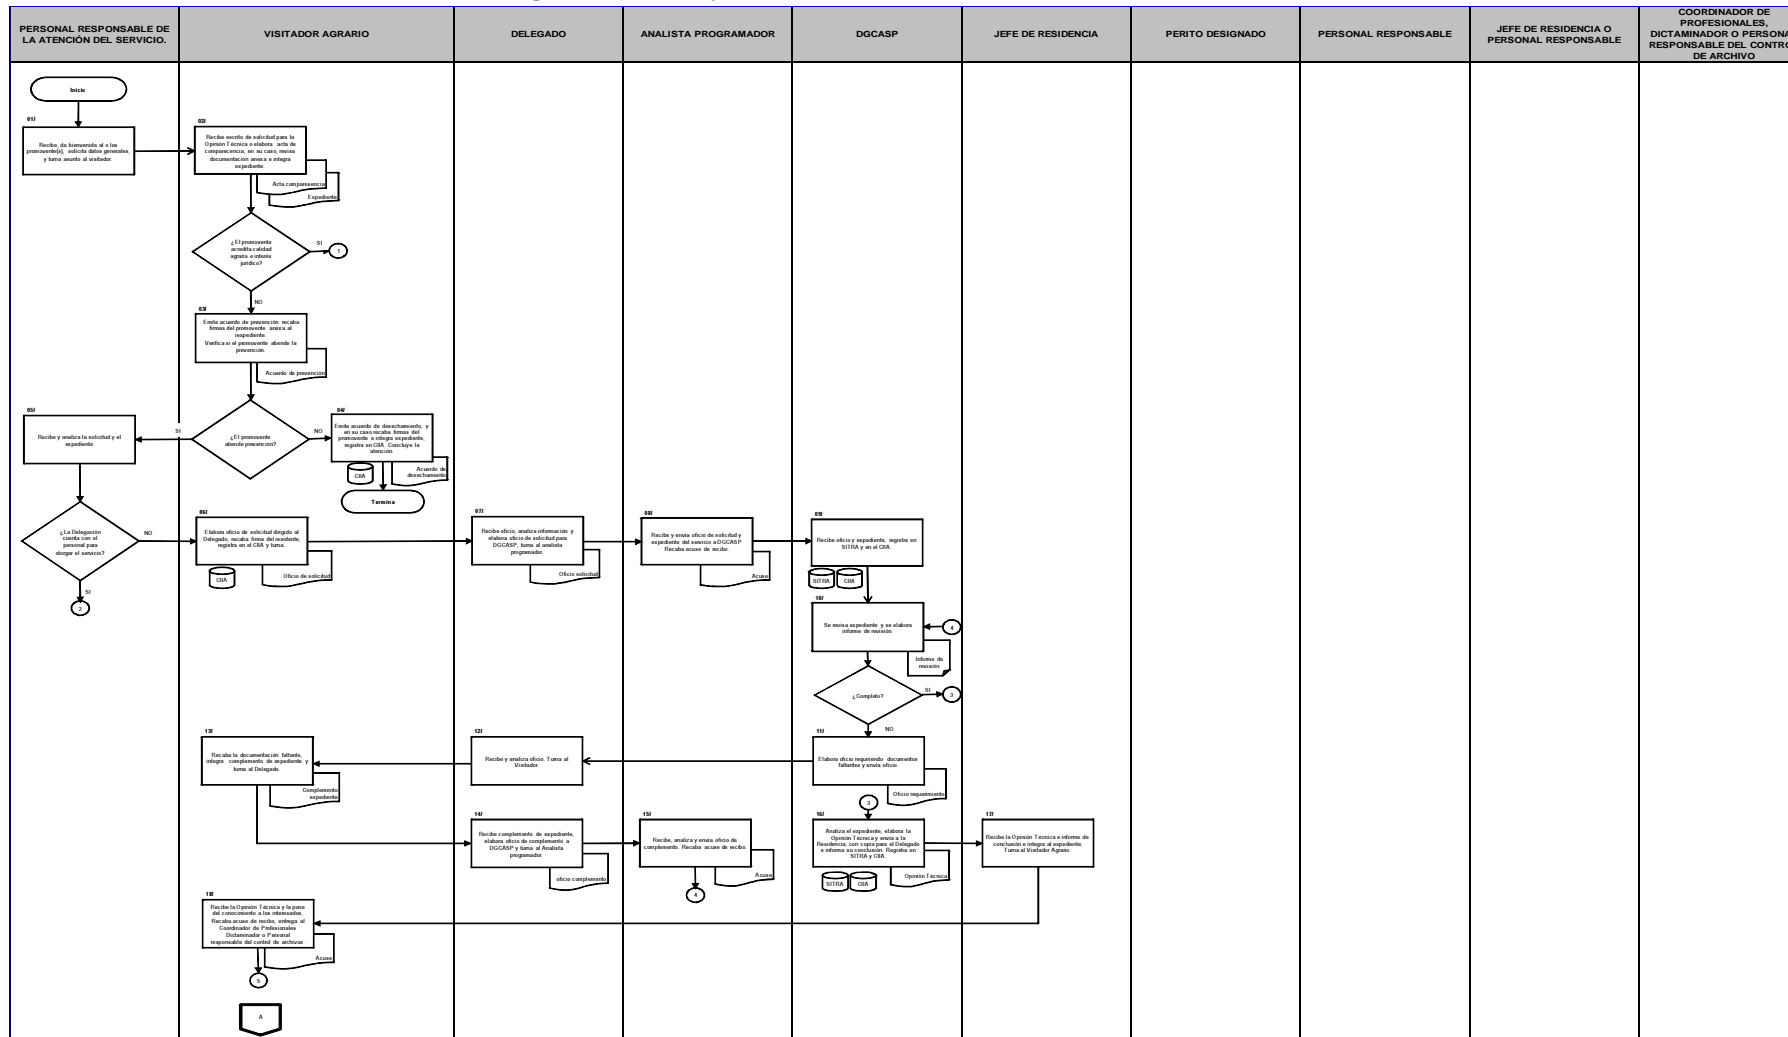 PERSONAL RESPONSABLE DE
LA ATENCIÓN DEL SERVICIO.
VISITADOR AGRARIO
DELEGADO
ANALISTA PROGRAMADOR
DGCASP
JEFE DE RESIDENCIA
PERITO DESIGNADO
PERSONAL RESPONSABLE
JEFE DE RESIDENCIA O
PERSONAL RESPONSABLE
COORDINADOR DE
PROFESIONALES,
DICTAMINADOR O PERSONA
RESPONSABLE DEL CONTRO
DE ARCHIVO
Inicio
01/
Recibe, da bienvenida al o los
promovente(s), solicita datos generales,
y turna asunto al visitador.
02/
Recibe escrito de solicitud para la
Opinión Técnica o elabora acta de
comparecencia, en su caso, revisa
documentación anexa e integra
expediente.
Acta comparecencia
Expediente
¿El promovente
acredita calidad
agraria e interés
jurídico?
SI
1
NO
03/
Emite acuerdo de prevención recaba
firmas del promovente anexa al
expediente.
Verifica si el promovente atiende la
prevención.
Acuerdo de prevención
05/
Recibe y analiza la solicitud y el
expediente
SI
¿El promovente
atiende prevención?
NO
04/
Emite acuerdo de desechamiento, y
en su caso recaba firmas del
promovente e integra expediente,
registra en CIIA. Concluye la
atención.
CIIA
Acuerdo de
desechamiento
Termina
¿La Delegación
cuenta con el
personal para
otorgar el servicio?
NO
SI
2
06/
Elabora oficio de solicitud dirigido al
Delegado, recaba firma del residente,
registra en el CIIA y turna.
CIIA
Oficio de solicitud
07/
Recibe oficio, analiza información y
elabora oficio de solicitud para
DGCASP, turna al analista
programador.
Oficio solicitud
08/
Recibe y envía oficio de solicitud y
expediente del servicio a DGCASP
Recaba acuse de recibo.
Acuse
09/
Recibe oficio y expediente, registra en
SITRA y en el CIIA.
SITRA
CIIA
10/
Se revisa expediente y se elabora
informe de revisión.
4
Informe de
revisión
¿Completo?
SI
3
NO
13/
Recaba la documentación faltante,
integra complemento de expediente y
turna al Delegado.
Complemento
expediente
12/
Recibe y analiza oficio. Turna al
Visitador.
11/
Elabora oficio requiriendo documentos
faltantes y envía oficio.
Oficio requerimiento
3
14/
Recibe complemento de expediente,
elabora oficio de complemento a
DGCASP y turna al Analista
programador.
oficio complemento
15/
Recibe, analiza y envía oficio de
complemento. Recaba acuse de recibo.
Acuse
4
16/
Analiza el expediente, elabora la
Opinión Técnica y envía a la
Residencia, con copia para el Delegado
e informa su conclusión. Registra en
SITRA y CIIA.
SITRA
CIIA
Opinión Técnica
17/
Recibe la Opinión Técnica e informe de
conclusión e integra al expediente.
Turna al Visitador Agrario.
18/
Recibe la Opinión Técnica y la pone
del conocimiento a los interesados,
Recaba acuse de recibo, entrega al
Coordinador de Profesionales
Dictaminador o Personal
responsable del control de archivos.
Acuse
5
A